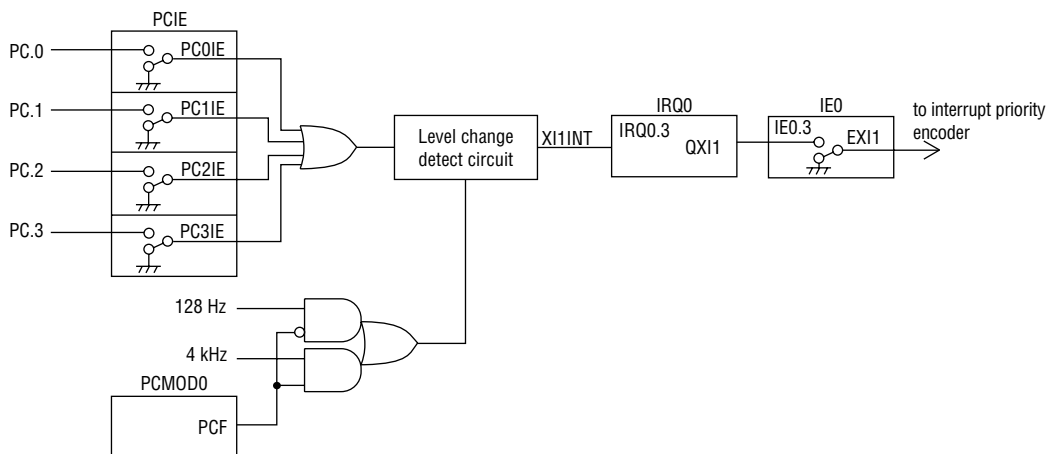 PCIE
PC.0
PC0IE
PC.1
PC1IE
PC.2
PC2IE
PC.3
PC3IE
Level change
detect circuit
XI1INT
IRQ0
IRQ0.3
QXI1
IE0
IE0.3
EXI1
to interrupt priority
encoder
128 Hz
4 kHz
PCMOD0
PCF